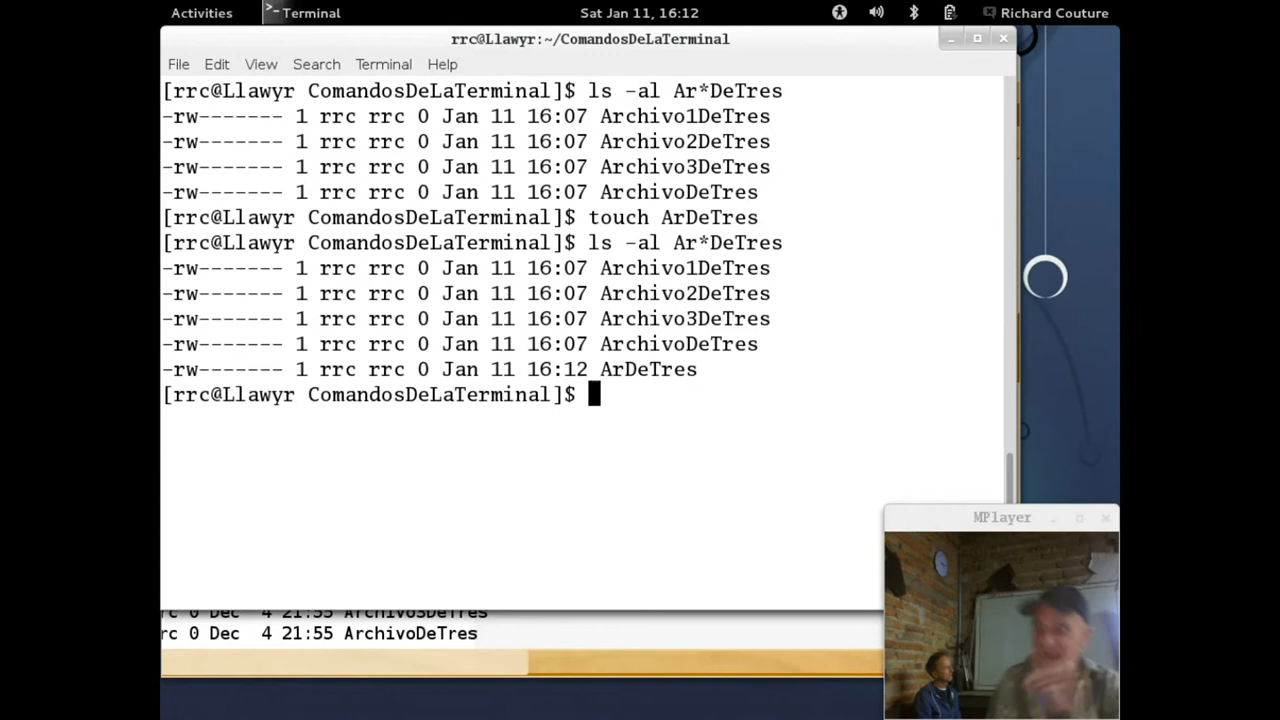 Activities Terminal Sat Jan 11, 16:12 Richard Couture
rrc@Llawyr:~/ComandosDeLaTerminal
File Edit View Search Terminal Help
[rrc@Llawyr ComandosDeLaTerminal]$ ls -al Ar*DeTres
-rw------- 1 rrc rrc 0 Jan 11 16:07 Archivo1DeTres
-rw------- 1 rrc rrc 0 Jan 11 16:07 Archivo2DeTres
-rw------- 1 rrc rrc 0 Jan 11 16:07 Archivo3DeTres
-rw------- 1 rrc rrc 0 Jan 11 16:07 ArchivoDeTres
[rrc@Llawyr ComandosDeLaTerminal]$ touch ArDeTres
[rrc@Llawyr ComandosDeLaTerminal]$ ls -al Ar*DeTres
-rw------- 1 rrc rrc 0 Jan 11 16:07 Archivo1DeTres
-rw------- 1 rrc rrc 0 Jan 11 16:07 Archivo2DeTres
-rw------- 1 rrc rrc 0 Jan 11 16:07 Archivo3DeTres
-rw------- 1 rrc rrc 0 Jan 11 16:07 ArchivoDeTres
-rw------- 1 rrc rrc 0 Jan 11 16:12 ArDeTres
[rrc@Llawyr ComandosDeLaTerminal]$
MPlayer
rc 0 Dec  4 21:55 Archivo3DeTres
rc 0 Dec  4 21:55 ArchivoDeTres